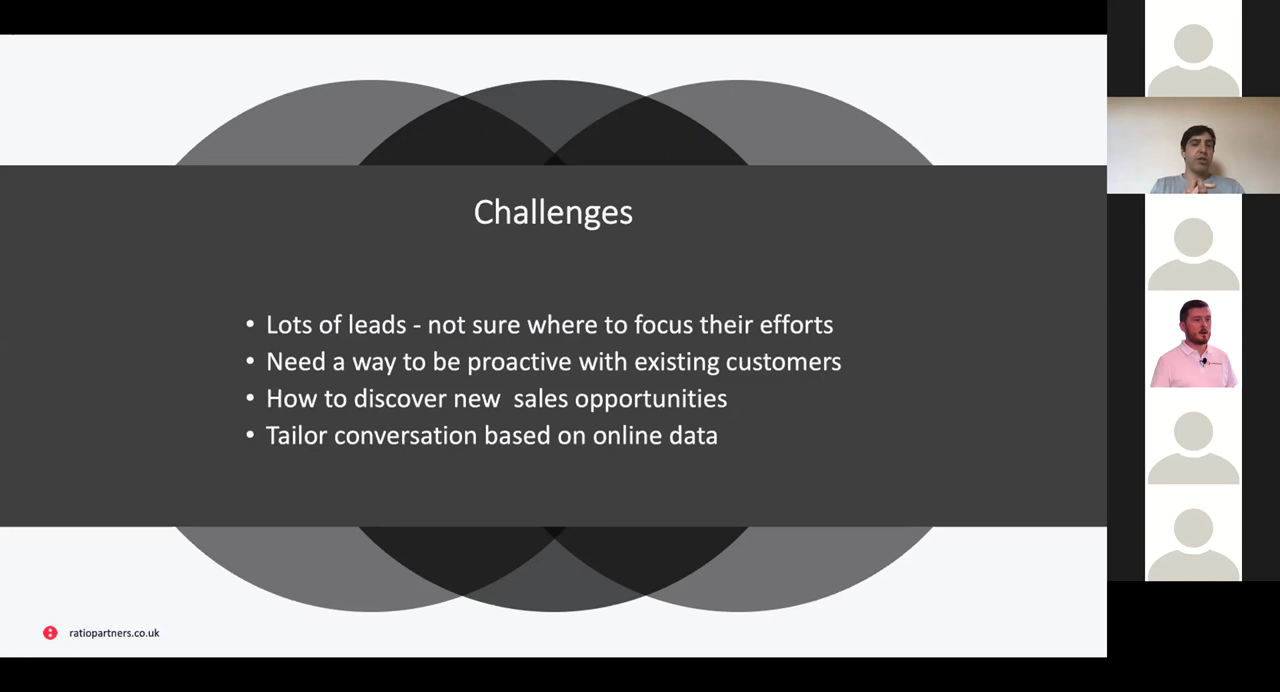 Challenges
• Lots of leads - not sure where to focus their efforts
• Need a way to be proactive with existing customers
• How to discover new  sales opportunities
• Tailor conversation based on online data
ratiopartners.co.uk